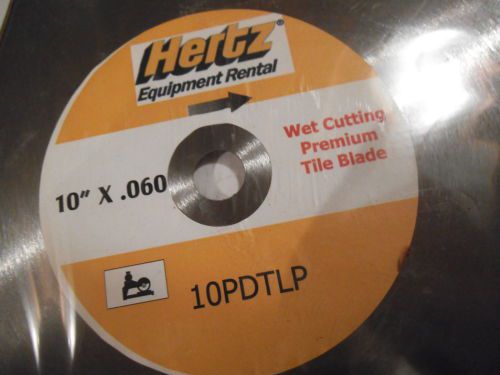 Hertz®
Equipment Rental
Wet Cutting
Premium
Tile Blade
10" X .060
10PDTLP